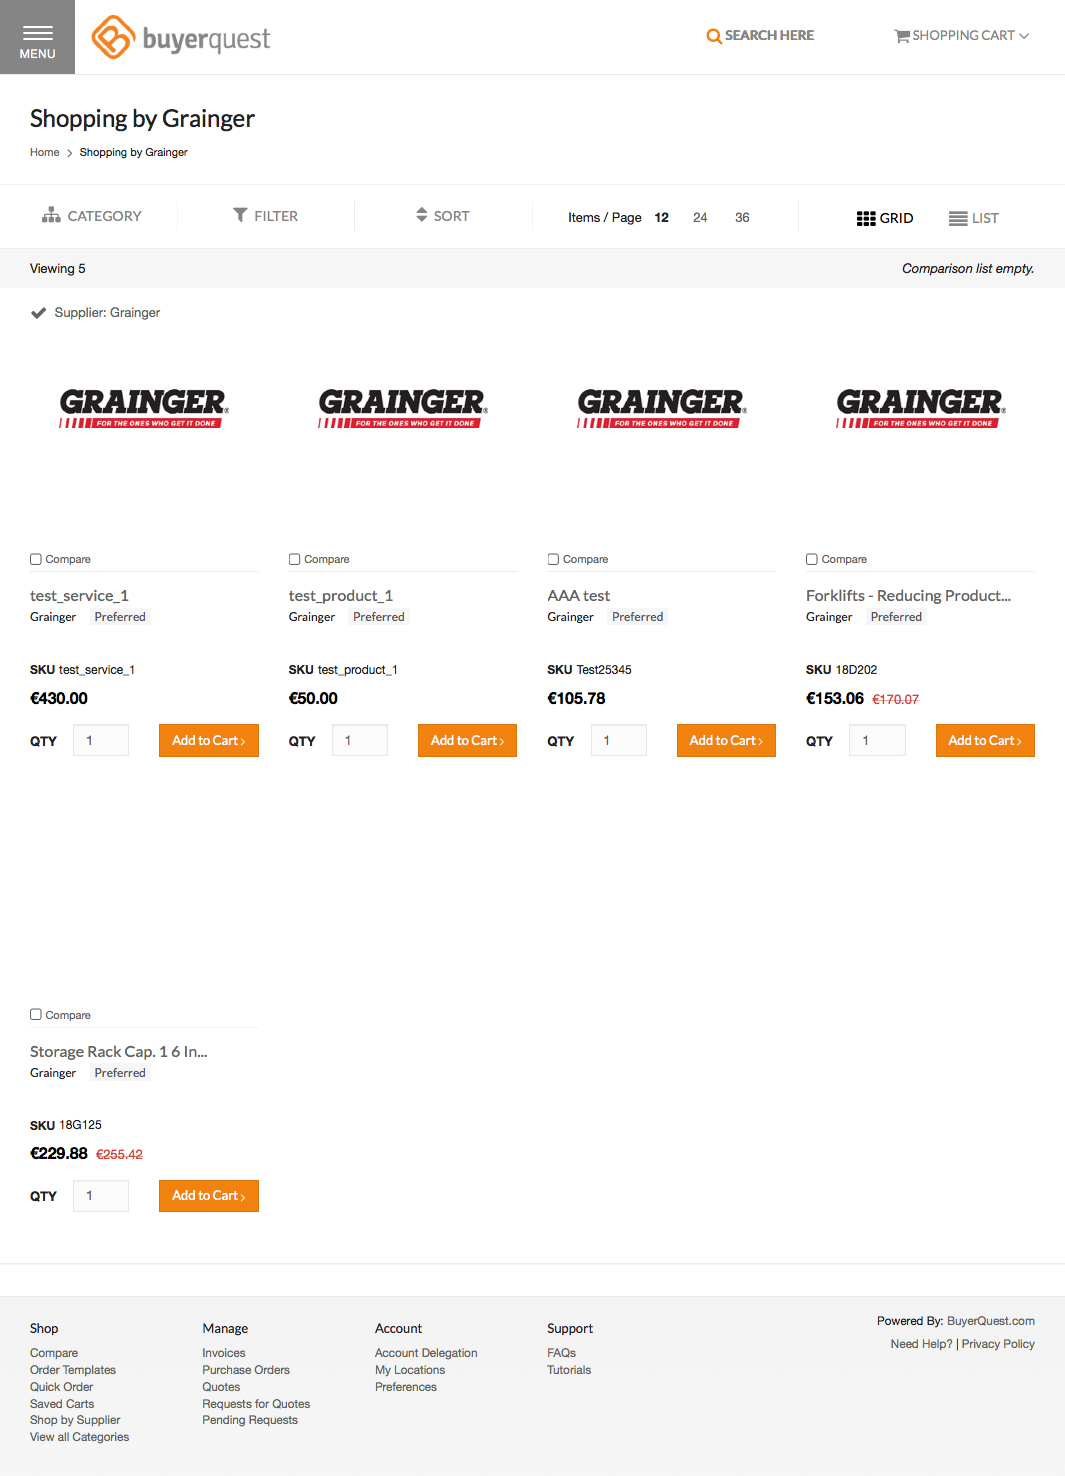 MENU
buyerquest
SEARCH HERE
SHOPPING CART
Shopping by Grainger
Home > Shopping by Grainger
CATEGORY
FILTER
SORT
Items / Page 12 24 36
GRID
LIST
Viewing 5
Comparison list empty.
Supplier: Grainger
GRAINGER®
FOR THE ONES WHO GET IT DONE
GRAINGER®
FOR THE ONES WHO GET IT DONE
GRAINGER®
FOR THE ONES WHO GET IT DONE
GRAINGER®
FOR THE ONES WHO GET IT DONE
Compare
test_service_1
Grainger Preferred
SKU test_service_1
€430.00
QTY 1 Add to Cart ›
Compare
test_product_1
Grainger Preferred
SKU test_product_1
€50.00
QTY 1 Add to Cart ›
Compare
AAA test
Grainger Preferred
SKU Test25345
€105.78
QTY 1 Add to Cart ›
Compare
Forklifts - Reducing Product...
Grainger Preferred
SKU 18D202
€153.06 €170.07
QTY 1 Add to Cart ›
Compare
Storage Rack Cap. 1 6 In...
Grainger Preferred
SKU 18G125
€229.88 €255.42
QTY 1 Add to Cart ›
Shop
Compare
Order Templates
Quick Order
Saved Carts
Shop by Supplier
View all Categories
Manage
Invoices
Purchase Orders
Quotes
Requests for Quotes
Pending Requests
Account
Account Delegation
My Locations
Preferences
Support
FAQs
Tutorials
Powered By: BuyerQuest.com
Need Help? | Privacy Policy